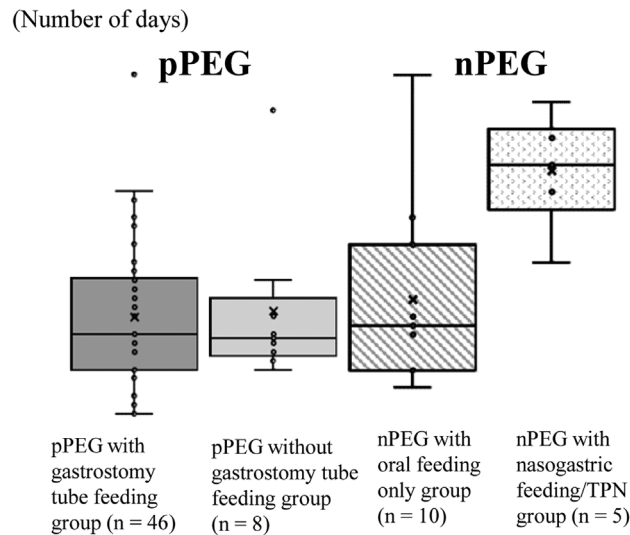 (Number of days)
pPEG
nPEG
pPEG with
gastrostomy
tube feeding
group (n = 46)
pPEG without
gastrostomy tube
feeding group
(n = 8)
nPEG with
oral feeding
only group
(n = 10)
nPEG with
nasogastric
feeding/TPN
group (n = 5)